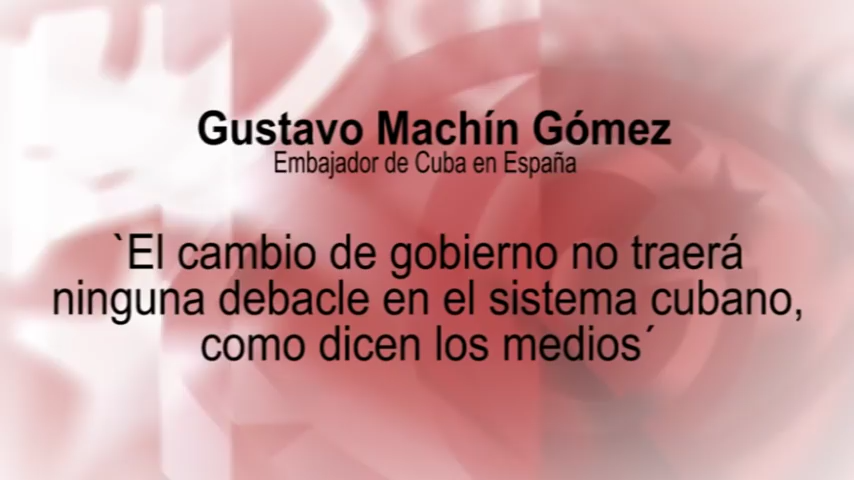 Gustavo Machín Gómez
Embajador de Cuba en España
`El cambio de gobierno no traerá
ninguna debacle en el sistema cubano,
como dicen los medios´